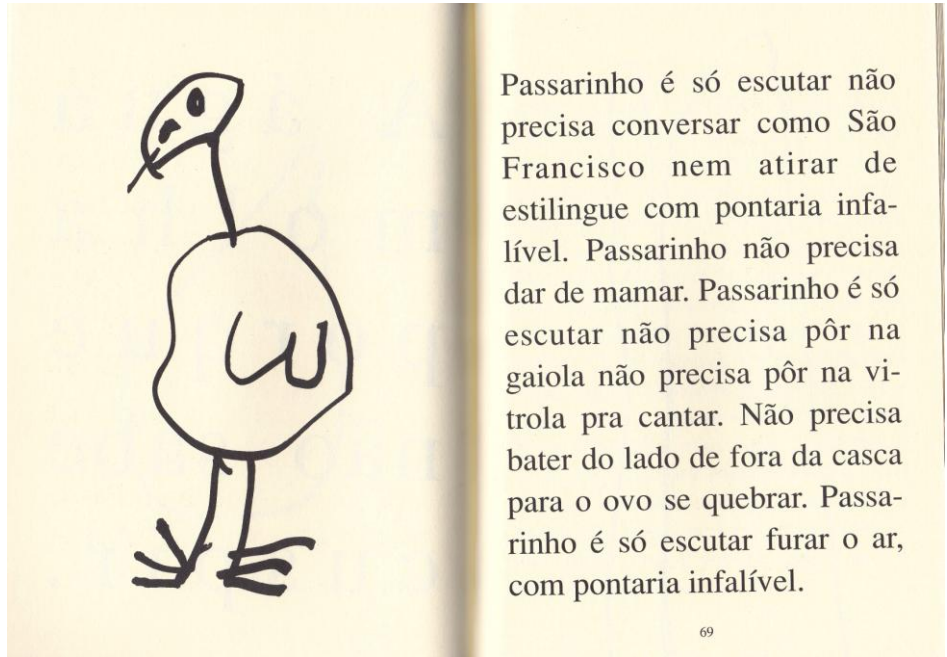 Passarinho é só escutar não
precisa conversar como São
Francisco nem atirar de
estilingue com pontaria infa-
lível. Passarinho não precisa
dar de mamar. Passarinho é só
escutar não precisa pôr na
gaiola não precisa pôr na vi-
trola pra cantar. Não precisa
bater do lado de fora da casca
para o ovo se quebrar. Passa-
rinho é só escutar furar o ar,
com pontaria infalível.
69